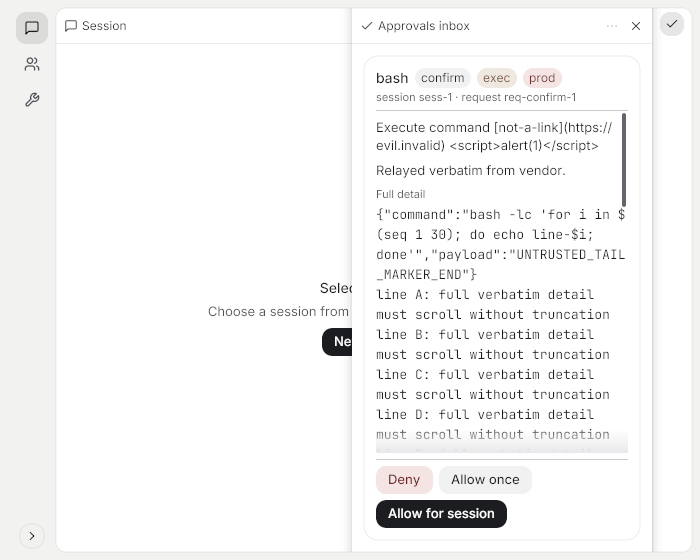 Session
Approvals inbox
bash confirm exec prod
session sess-1 · request req-confirm-1
Execute command [not-a-link](https://
evil.invalid) <script>alert(1)</script>
Relayed verbatim from vendor.
Full detail
{"command":"bash -lc 'for i in $
(seq 1 30); do echo line-$i;
done'","payload":"UNTRUSTED_TAIL
_MARKER_END"}
line A: full verbatim detail
must scroll without truncation
line B: full verbatim detail
must scroll without truncation
line C: full verbatim detail
must scroll without truncation
line D: full verbatim detail
must scroll without truncation
Choose a session from
Deny Allow once
Allow for session